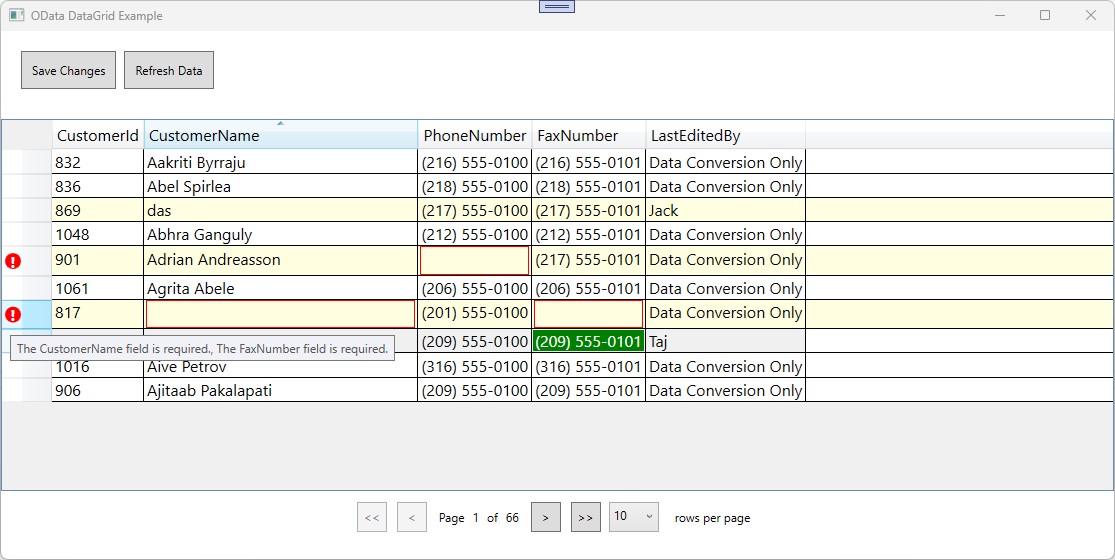 OData DataGrid Example
Save Changes Refresh Data
CustomerId CustomerName PhoneNumber FaxNumber LastEditedBy
832 Aakriti Byrraju (216) 555-0100 (216) 555-0101 Data Conversion Only
836 Abel Spirlea (218) 555-0100 (218) 555-0101 Data Conversion Only
869 das (217) 555-0100 (217) 555-0101 Jack
1048 Abhra Ganguly (212) 555-0100 (212) 555-0101 Data Conversion Only
901 Adrian Andreasson (217) 555-0101 Data Conversion Only
1061 Agrita Abele (206) 555-0100 (206) 555-0101 Data Conversion Only
817 (201) 555-0100 Data Conversion Only
(209) 555-0100 (209) 555-0101 Taj
The CustomerName field is required., The FaxNumber field is required.
1016 Aive Petrov (316) 555-0100 (316) 555-0101 Data Conversion Only
906 Ajitaab Pakalapati (209) 555-0100 (209) 555-0101 Data Conversion Only
<< < Page 1 of 66 > >> 10 rows per page